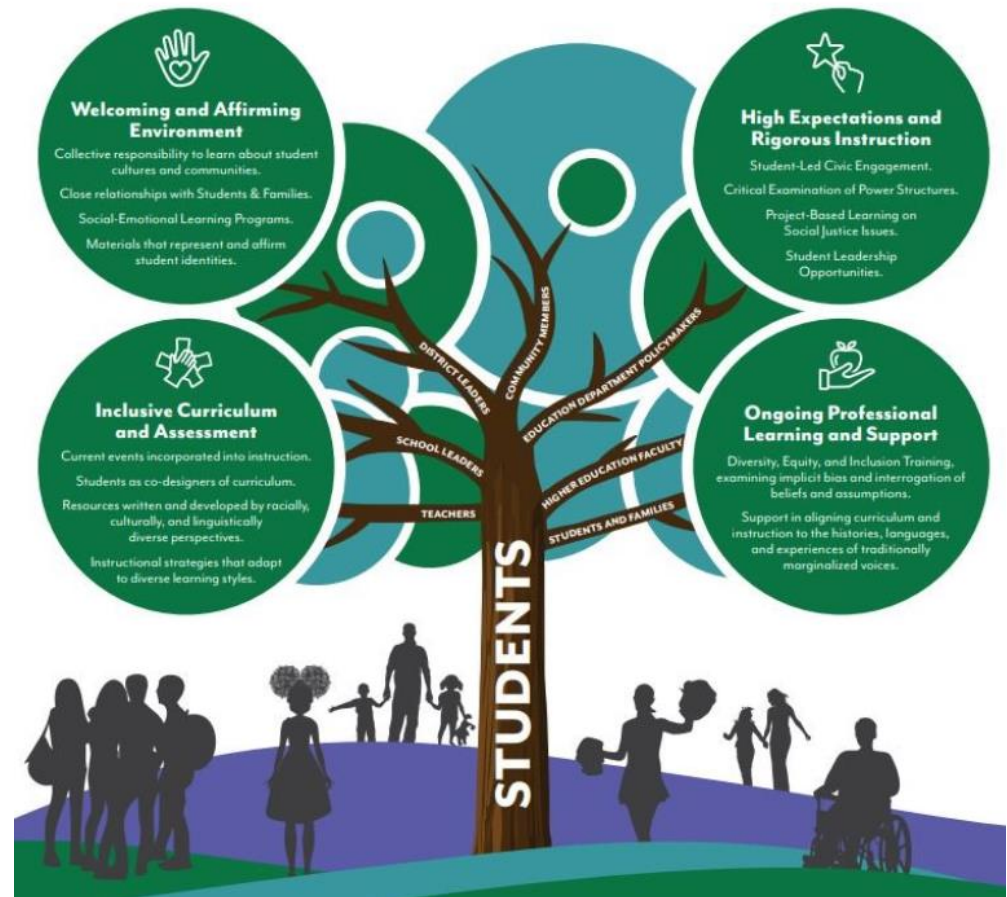 Welcoming and Affirming
Environment
Collective responsibility to learn about student
cultures and communities.
Close relationships with Students & Families.
Social-Emotional Learning Programs.
Materials that represent and affirm
student identities.
High Expectations and
Rigorous Instruction
Student-Led Civic Engagement.
Critical Examination of Power Structures.
Project-Based Learning on
Social Justice Issues.
Student Leadership
Opportunities.
Inclusive Curriculum
and Assessment
Current events incorporated into instruction.
Students as co-designers of curriculum.
Resources written and developed by racially,
culturally, and linguistically
diverse perspectives.
Instructional strategies that adapt
to diverse learning styles.
Ongoing Professional
Learning and Support
Diversity, Equity, and Inclusion Training,
examining implicit bias and interrogation of
beliefs and assumptions.
Support in aligning curriculum and
instruction to the histories, languages,
and experiences of traditionally
marginalized voices.
DISTRICT LEADERS
COMMUNITY MEMBERS
EDUCATION DEPARTMENT POLICYMAKERS
SCHOOL LEADERS
HIGHER EDUCATION FACULTY
TEACHERS
STUDENTS AND FAMILIES
STUDENTS